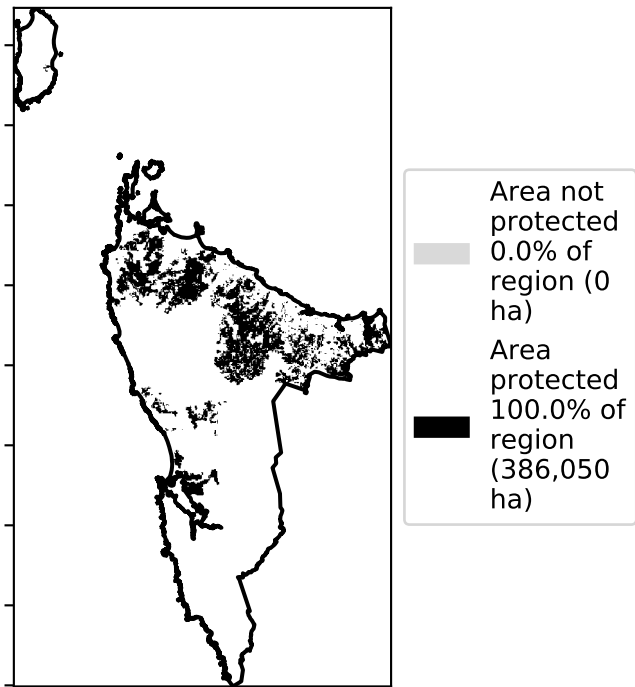 Area not
protected
0.0% of
region (0
ha)
Area
protected
100.0% of
region
(386,050
ha)